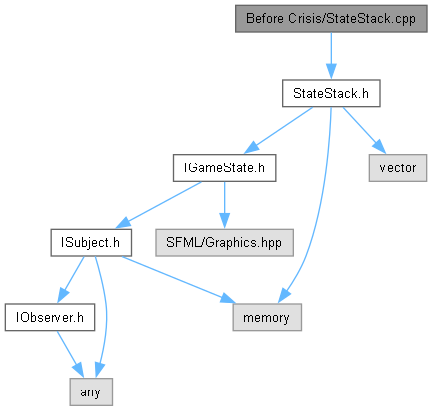 Before Crisis/StateStack.cpp
StateStack.h
IGameState.h
vector
ISubject.h
SFML/Graphics.hpp
IObserver.h
memory
any